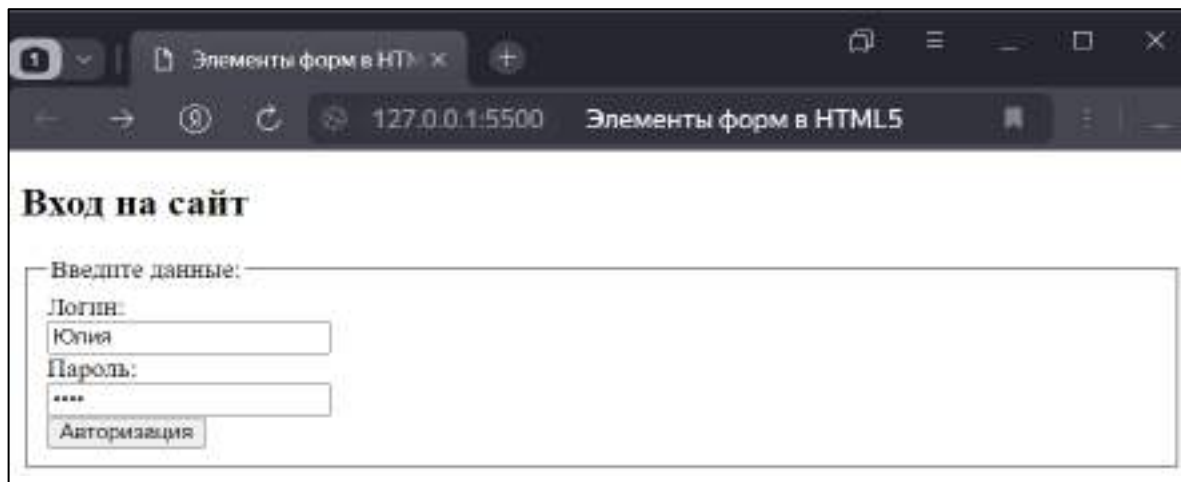 1
Элементы форм в HTM
127.0.0.1:5500 Элементы форм в HTML5
Вход на сайт
Введите данные:
Логин:
Юлия
Пароль:
••••
Авторизация